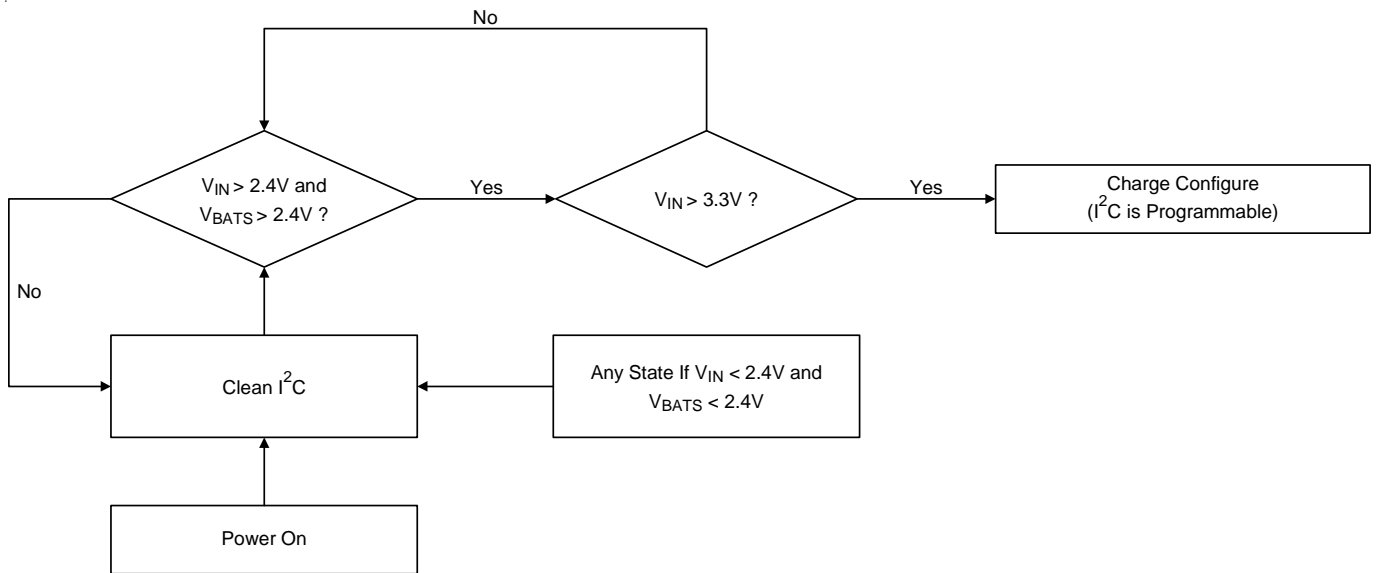 No
V_IN > 2.4V and
V_BATS > 2.4V ?
Yes
V_IN > 3.3V ?
Yes
Charge Configure
(I²C is Programmable)
No
Clean I²C
Any State If V_IN < 2.4V and
V_BATS < 2.4V
Power On